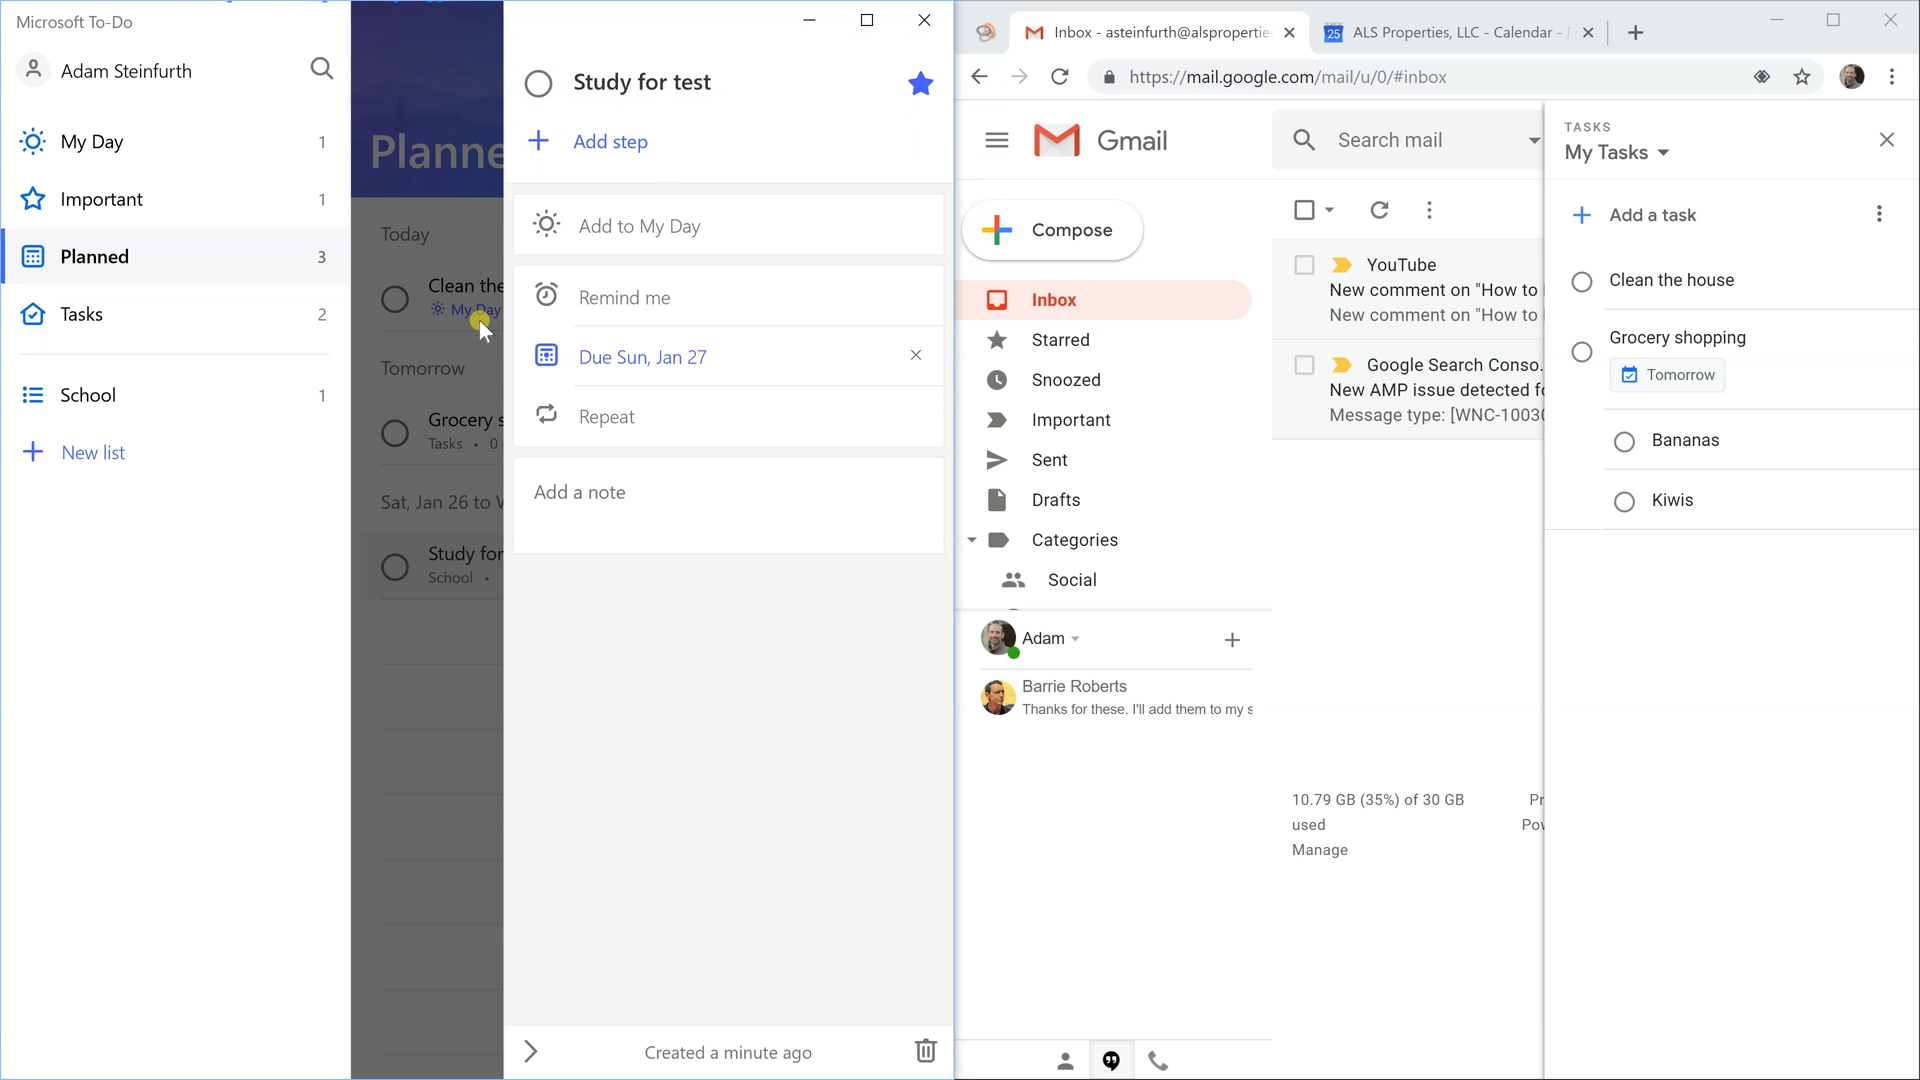 Microsoft To-Do
Adam Steinfurth
My Day 1
Important 1
Planned 3
Tasks 2
School 1
New list
Planne
Today
Clean the
My Day
Tomorrow
Grocery s
Tasks • 0
Sat, Jan 26 to
Study for
School •
Study for test
Add step
Add to My Day
Remind me
Due Sun, Jan 27
Repeat
Add a note
Created a minute ago
Inbox - asteinfurth@alspropertie
25 ALS Properties, LLC - Calendar -
https://mail.google.com/mail/u/0/#inbox
Gmail
Search mail
Compose
Inbox
Starred
Snoozed
Important
Sent
Drafts
Categories
Social
Adam
Barrie Roberts
Thanks for these. I'll add them to my s
YouTube
New comment on "How to
New comment on "How to
Google Search Conso.
New AMP issue detected fo
Message type: [WNC-10030
10.79 GB (35%) of 30 GB
used
Manage
Pr
Pov
TASKS
My Tasks
Add a task
Clean the house
Grocery shopping
Tomorrow
Bananas
Kiwis